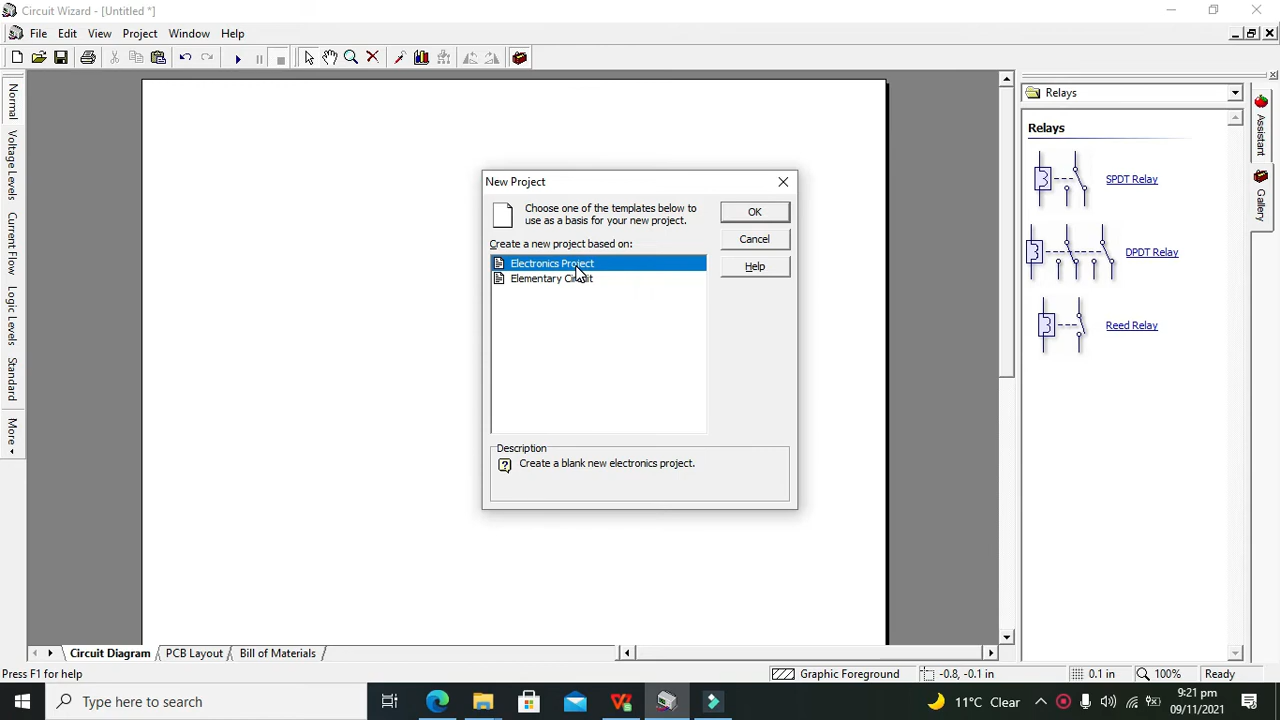 Circuit Wizard - [Untitled *]
File Edit View Project Window Help
Normal
Voltage Levels
Current Flow
Logic Levels
Standard
More
New Project
Choose one of the templates below to
use as a basis for your new project.
Create a new project based on:
Electronics Project
Elementary Circuit
OK
Cancel
Help
Description
Create a blank new electronics project.
Relays
Relays
SPDT Relay
DPDT Relay
Reed Relay
Assistant
Gallery
Circuit Diagram PCB Layout Bill of Materials
Press F1 for help
Graphic Foreground -0.8, -0.1 in 0.1 in 100% Ready
Type here to search
11°C Clear
9:21 pm
09/11/2021